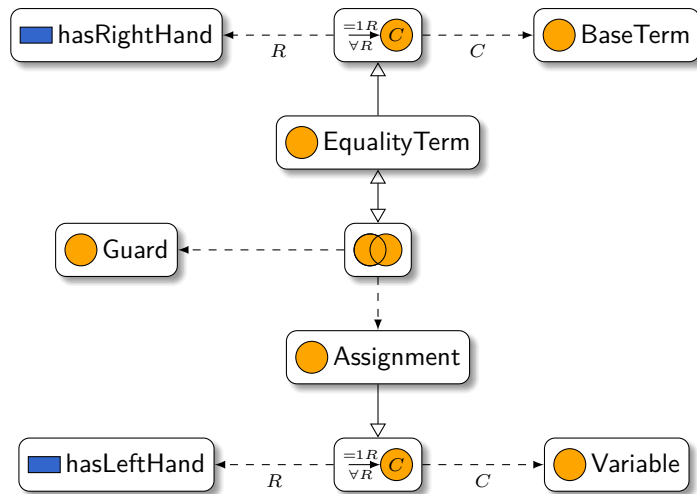 hasRightHand
R
=1R
∀R
C
C
BaseTerm
EqualityTerm
Guard
Assignment
hasLeftHand
R
=1R
∀R
C
C
Variable